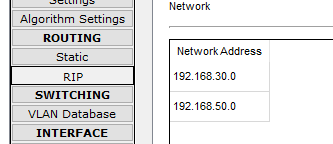 Settings
Algorithm Settings
ROUTING
Static
RIP
SWITCHING
VLAN Database
INTERFACE
Network
Network Address
192.168.30.0
192.168.50.0